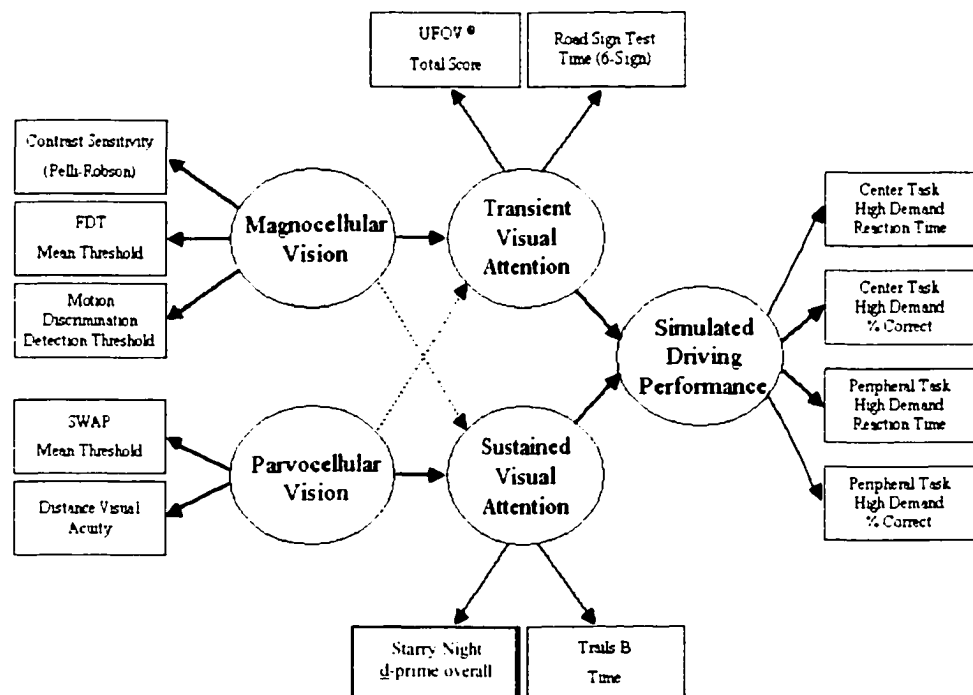 UFOV ®
Total Score
Road Sign Test
Time (6-Sign)
Contrast Sensitivity
(Pelli-Robson)
FDT
Mean Threshold
Motion
Discrimination
Detection Threshold
Magnocellular
Vision
Transient
Visual
Attention
Center Task
High Demand
Reaction Time
Center Task
High Demand
% Correct
Simulated
Driving
Performance
Peripheral Task
High Demand
Reaction Time
Peripheral Task
High Demand
% Correct
SWAP
Mean Threshold
Distance Visual
Acuity
Parvocellular
Vision
Sustained
Visual
Attention
Starry Night
d-prime overall
Trails B
Time